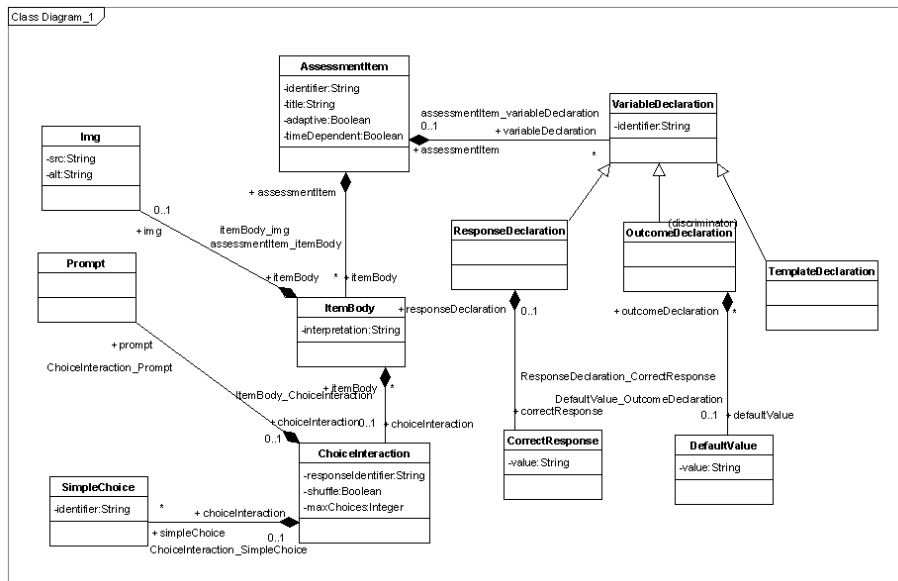 Class Diagram_1
AssessmentItem
-identifier:String
-title:String
-adaptive:Boolean
-timeDependent:Boolean
assessmentItem_variableDeclaration
0..1
+ variableDeclaration
+ assessmentItem
*
VariableDeclaration
-identifier:String
Img
-src:String
-alt:String
0..1
+ img
+ assessmentItem
itemBody_img
assessmentItem_itemBody
+ itemBody
* + itemBody
ResponseDeclaration
(discriminator)
OutcomeDeclaration
TemplateDeclaration
Prompt
+ prompt
ChoiceInteraction_Prompt
ItemBody
-interpretation:String
+ responseDeclaration
0..1
+ outcomeDeclaration
*
+ itemBody
*
ItemBody_ChoiceInteraction
+ choiceInteraction
0..1
0..1
+ choiceInteraction
ResponseDeclaration_CorrectResponse
DefaultValue_OutcomeDeclaration
+ correctResponse
0..1
+ defaultValue
CorrectResponse
-value:String
DefaultValue
-value:String
ChoiceInteraction
-responseIdentifier:String
-shuffle:Boolean
-maxChoices:Integer
SimpleChoice
-identifier:String
*
+ choiceInteraction
+ simpleChoice
0..1
ChoiceInteraction_SimpleChoice